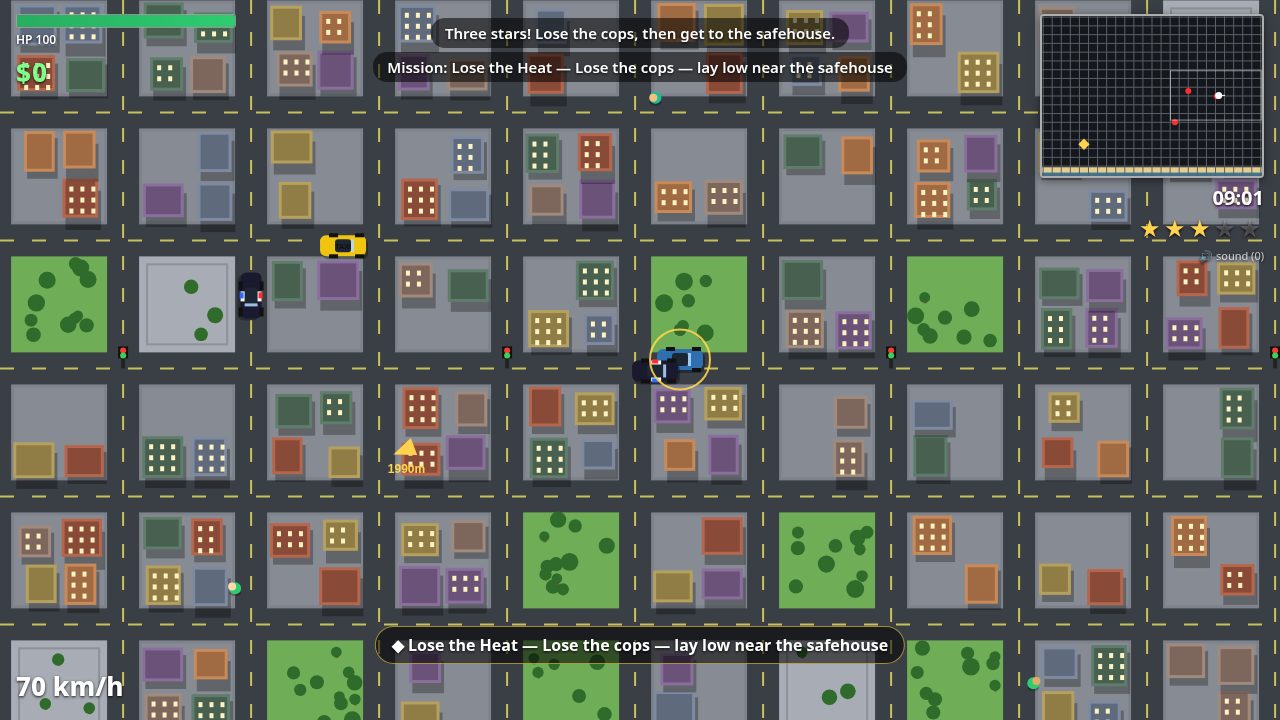 HP 100
$0
Three stars! Lose the cops, then get to the safehouse.
Mission: Lose the Heat — Lose the cops — lay low near the safehouse
09:01
sound (0)
1990m
◆ Lose the Heat — Lose the cops — lay low near the safehouse
70 km/h